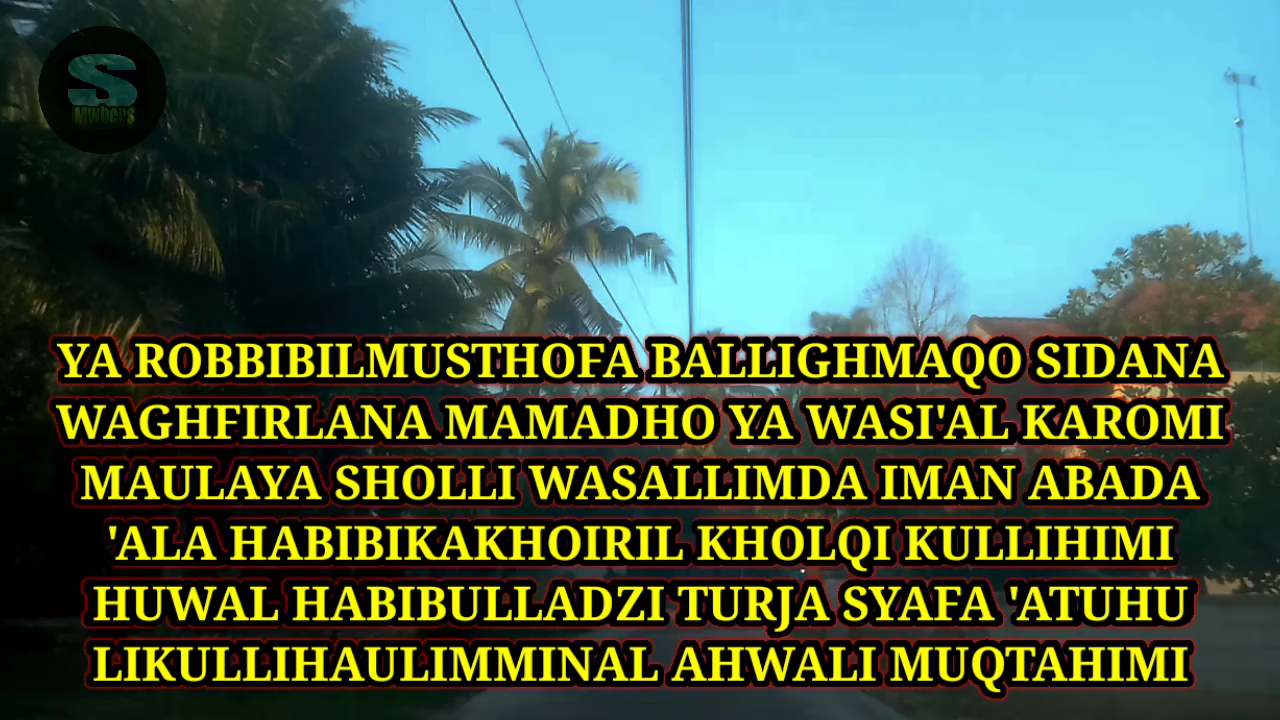 S
Mwbers
YA ROBBIBILMUSTHOFA BALLIGHMAQO SIDANA
WAGHFIRLANA MAMADHO YA WASI'AL KAROMI
MAULAYA SHOLLI WASALLIMDA IMAN ABADA
'ALA HABIBIKAKHOIRIL KHOLQI KULLIHIMI
HUWAL HABIBULLADZI TURJA SYAFA 'ATUHU
LIKULLIHAULIMMINAL AHWALI MUQTAHIMI